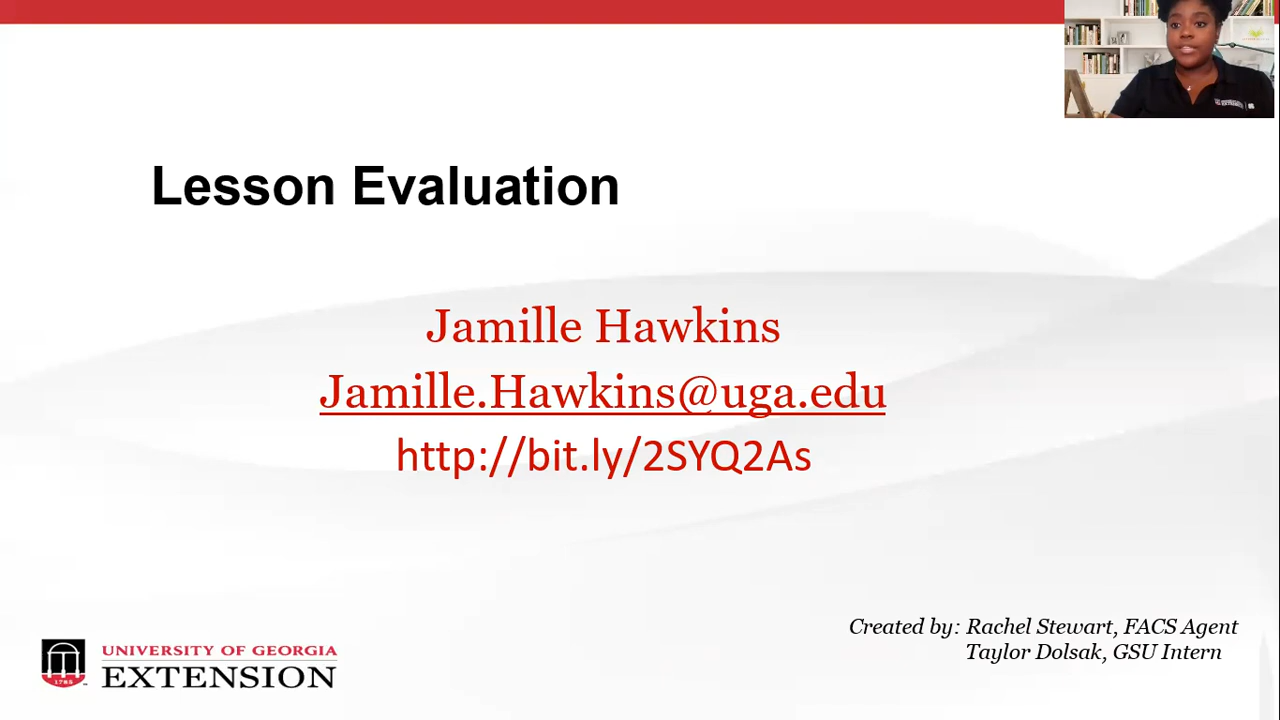 Lesson Evaluation
Jamille Hawkins
Jamille.Hawkins@uga.edu
http://bit.ly/2SYQ2As
Created by: Rachel Stewart, FACS Agent
Taylor Dolsak, GSU Intern
1785
UNIVERSITY OF GEORGIA
EXTENSION